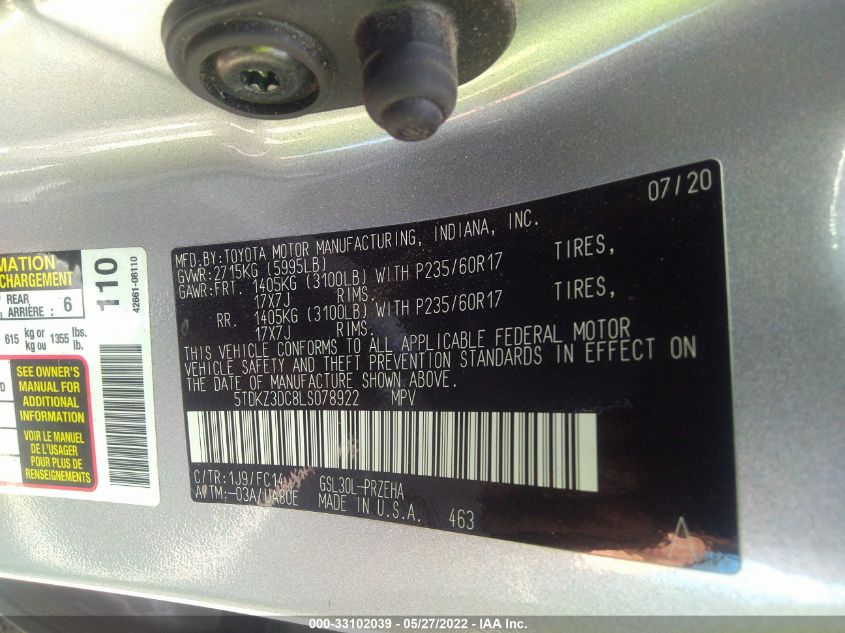 07/20
MFD.BY:TOYOTA MOTOR MANUFACTURING, INDIANA, INC.
GVWR:2715KG (5995LB)
GAWR:FRT. 1405KG (3100LB) WITH P235/60R17 TIRES,
17X7J RIMS.
RR. 1405KG (3100LB) WITH P235/60R17 TIRES,
17X7J RIMS.
THIS VEHICLE CONFORMS TO ALL APPLICABLE FEDERAL MOTOR
VEHICLE SAFETY AND THEFT PREVENTION STANDARDS IN EFFECT ON
THE DATE OF MANUFACTURE SHOWN ABOVE.
5TDKZ3DC8LS078922 MPV
C/TR:1J9/FC14 GSL30L-PRZEHA
A/TM:-03A/UA80E MADE IN U.S.A. 463
MATION
CHARGEMENT
REAR
ARRIÈRE : 6
615 kg or 1355 lbs.
kg ou lb.
SEE OWNER'S
MANUAL FOR
ADDITIONAL
INFORMATION
VOIR LE MANUEL
DE L'USAGER
POUR PLUS DE
RENSEIGNEMENTS
110
42661-08110
000-33102039 - 05/27/2022 - IAA Inc.